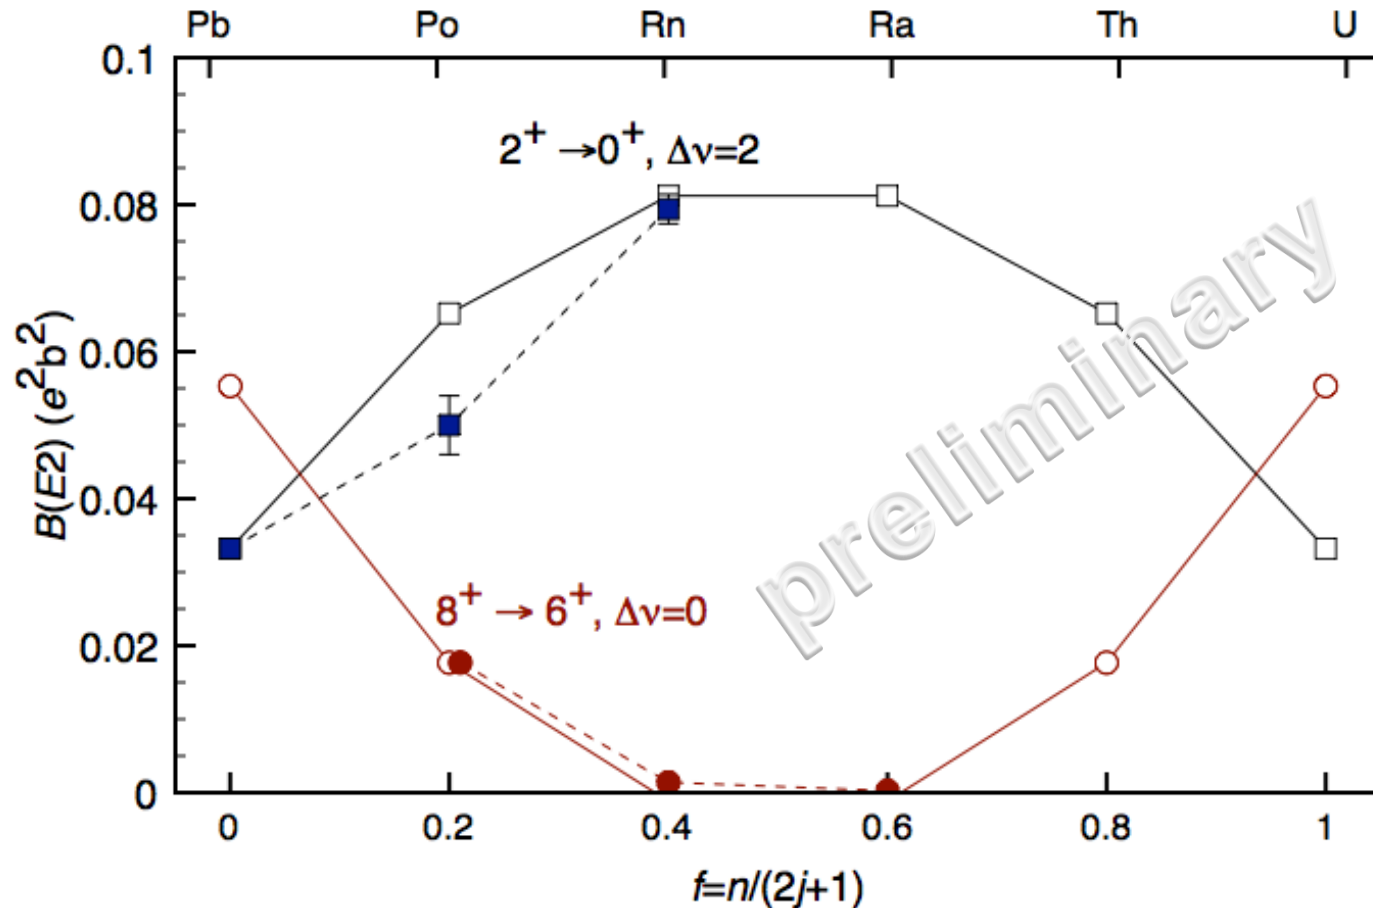 Pb Po Rn Ra Th U
0.1
2⁺ →0⁺, Δν=2
0.08
preliminary
0.06
B(E2) (e²b²)
0.04
8⁺ → 6⁺, Δν=0
0.02
0
0 0.2 0.4 0.6 0.8 1
f=n/(2j+1)